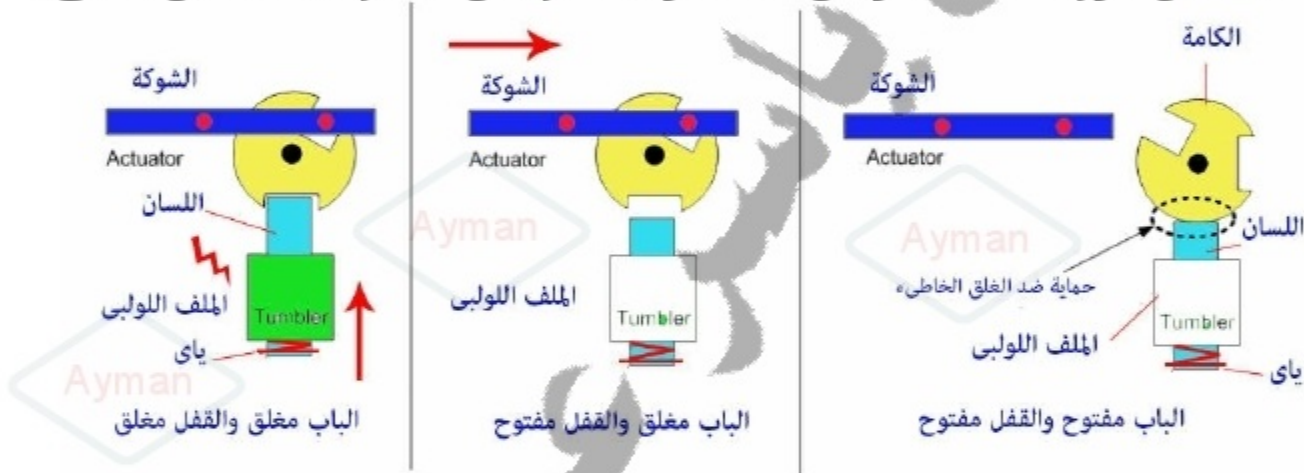 الشوكة
Actuator
اللسان
الملف اللولبى
Tumbler
ياى
Ayman
الباب مغلق والقفل مغلق
الشوكة
Actuator
Ayman
الملف اللولبى
Tumbler
الباب مغلق والقفل مفتوح
الكامة
الشوكة
Actuator
Ayman
اللسان
حماية ضد الغلق الخاطىء
Tumbler
الملف اللولبى
ياى
الباب مفتوح والقفل مفتوح